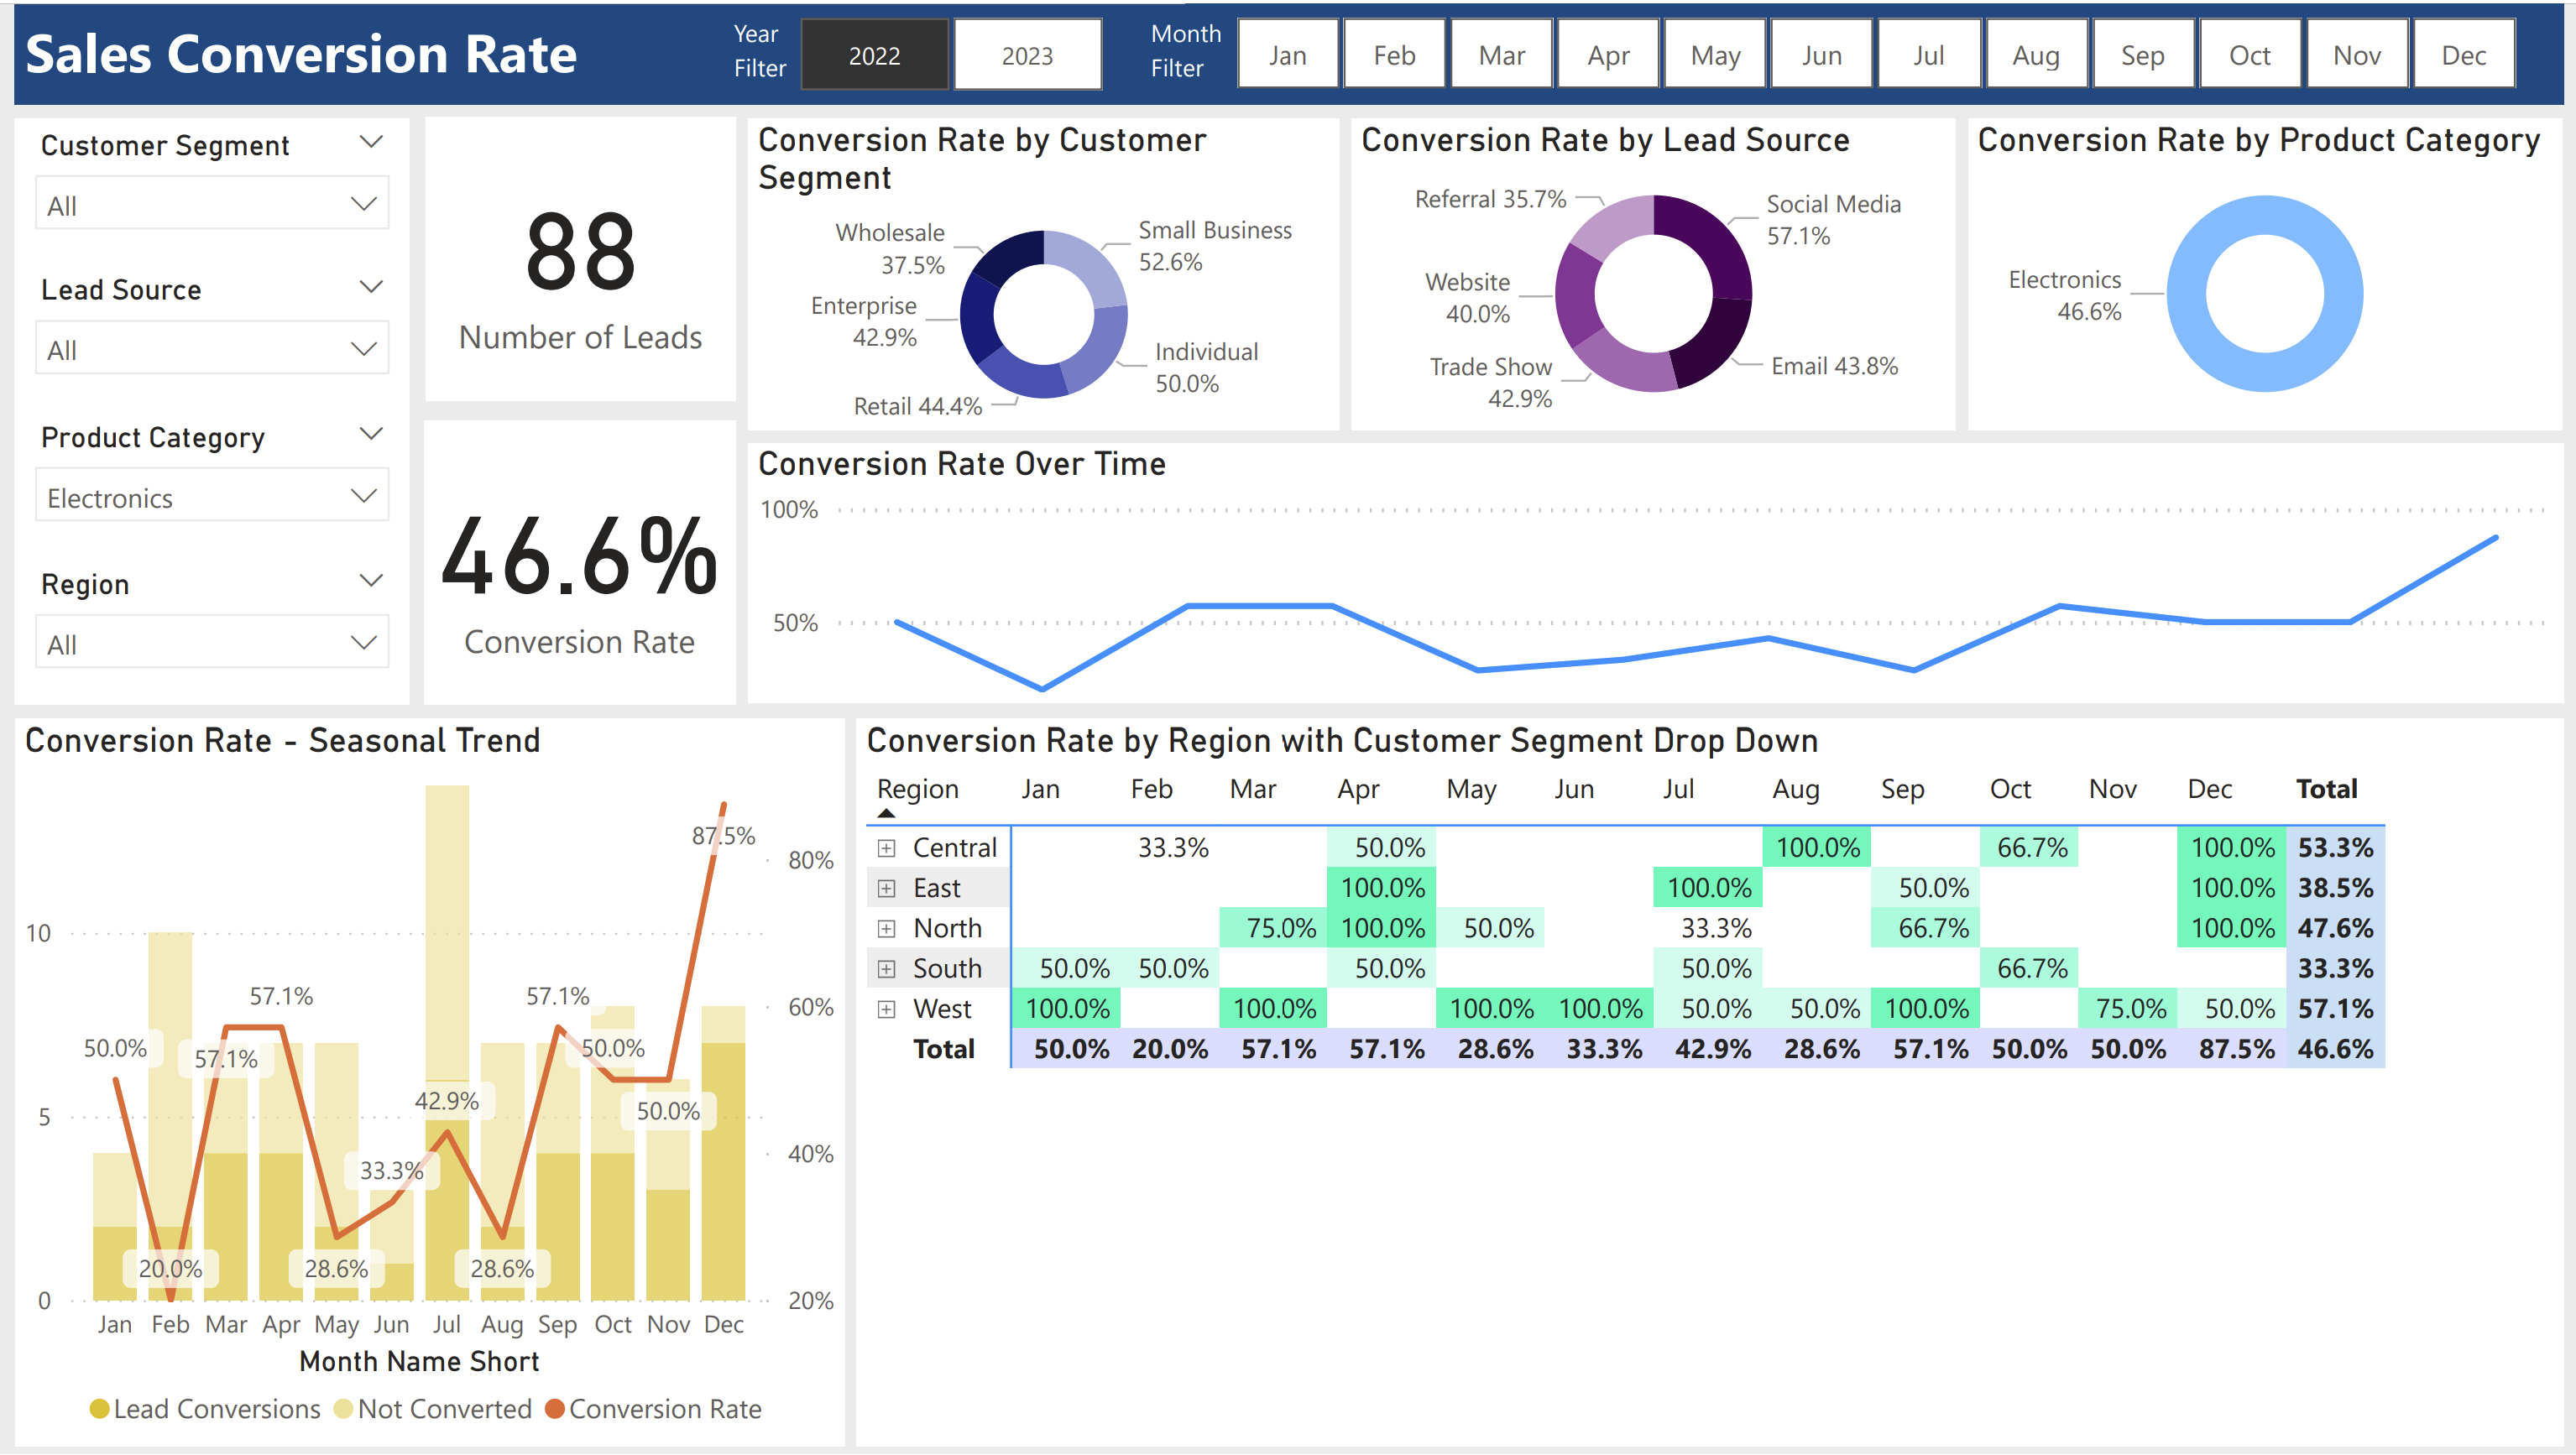 Sales Conversion Rate
Year
Filter
2022
2023
Month
Filter
Jan
Feb
Mar
Apr
May
Jun
Jul
Aug
Sep
Oct
Nov
Dec
Customer Segment
All
Lead Source
All
Product Category
Electronics
Region
All
88
Number of Leads
46.6%
Conversion Rate
Conversion Rate by Customer
Segment
Wholesale
37.5%
Small Business
52.6%
Enterprise
42.9%
Individual
50.0%
Retail 44.4%
Conversion Rate by Lead Source
Referral 35.7%
Social Media
57.1%
Website
40.0%
Trade Show
42.9%
Email 43.8%
Conversion Rate by Product Category
Electronics
46.6%
Conversion Rate Over Time
100%
50%
Conversion Rate - Seasonal Trend
10
5
0
80%
60%
40%
20%
50.0%
20.0%
57.1%
57.1%
28.6%
33.3%
42.9%
28.6%
57.1%
50.0%
50.0%
87.5%
Jan Feb Mar Apr May Jun Jul Aug Sep Oct Nov Dec
Month Name Short
Lead Conversions Not Converted Conversion Rate
Conversion Rate by Region with Customer Segment Drop Down
Region Jan Feb Mar Apr May Jun Jul Aug Sep Oct Nov Dec Total
Central 33.3% 50.0% 100.0% 66.7% 100.0% 53.3%
East 100.0% 100.0% 50.0% 100.0% 38.5%
North 75.0% 100.0% 50.0% 33.3% 66.7% 100.0% 47.6%
South 50.0% 50.0% 50.0% 50.0% 66.7% 33.3%
West 100.0% 100.0% 100.0% 100.0% 50.0% 50.0% 100.0% 75.0% 50.0% 57.1%
Total 50.0% 20.0% 57.1% 57.1% 28.6% 33.3% 42.9% 28.6% 57.1% 50.0% 50.0% 87.5% 46.6%